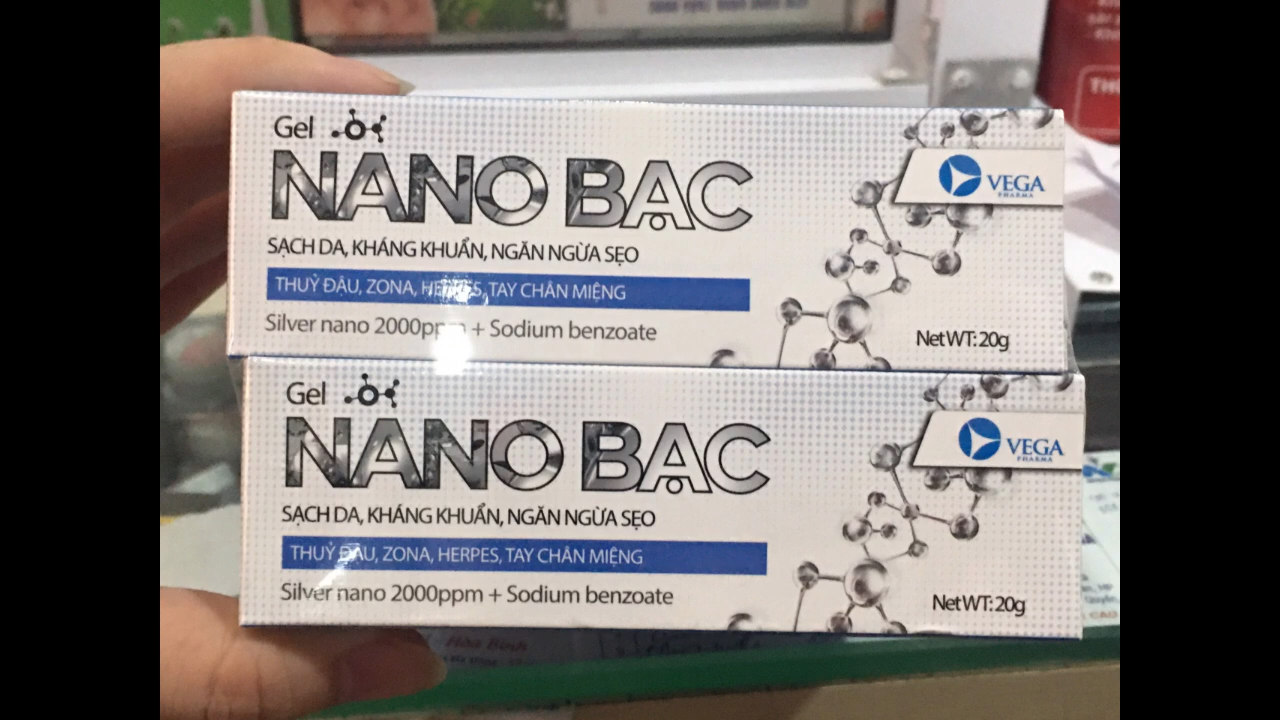 Gel
NANO BẠC
SẠCH DA, KHÁNG KHUẨN, NGĂN NGỪA SẸO
THUỶ ĐẬU, ZONA, HERPES, TAY CHÂN MIỆNG
Silver nano 2000ppm + Sodium benzoate
VEGA
PHARMA
Net WT: 20g
Gel
NANO BẠC
SẠCH DA, KHÁNG KHUẨN, NGĂN NGỪA SẸO
THUỶ ĐẬU, ZONA, HERPES, TAY CHÂN MIỆNG
Silver nano 2000ppm + Sodium benzoate
VEGA
PHARMA
Net WT: 20g
Hòa Bình